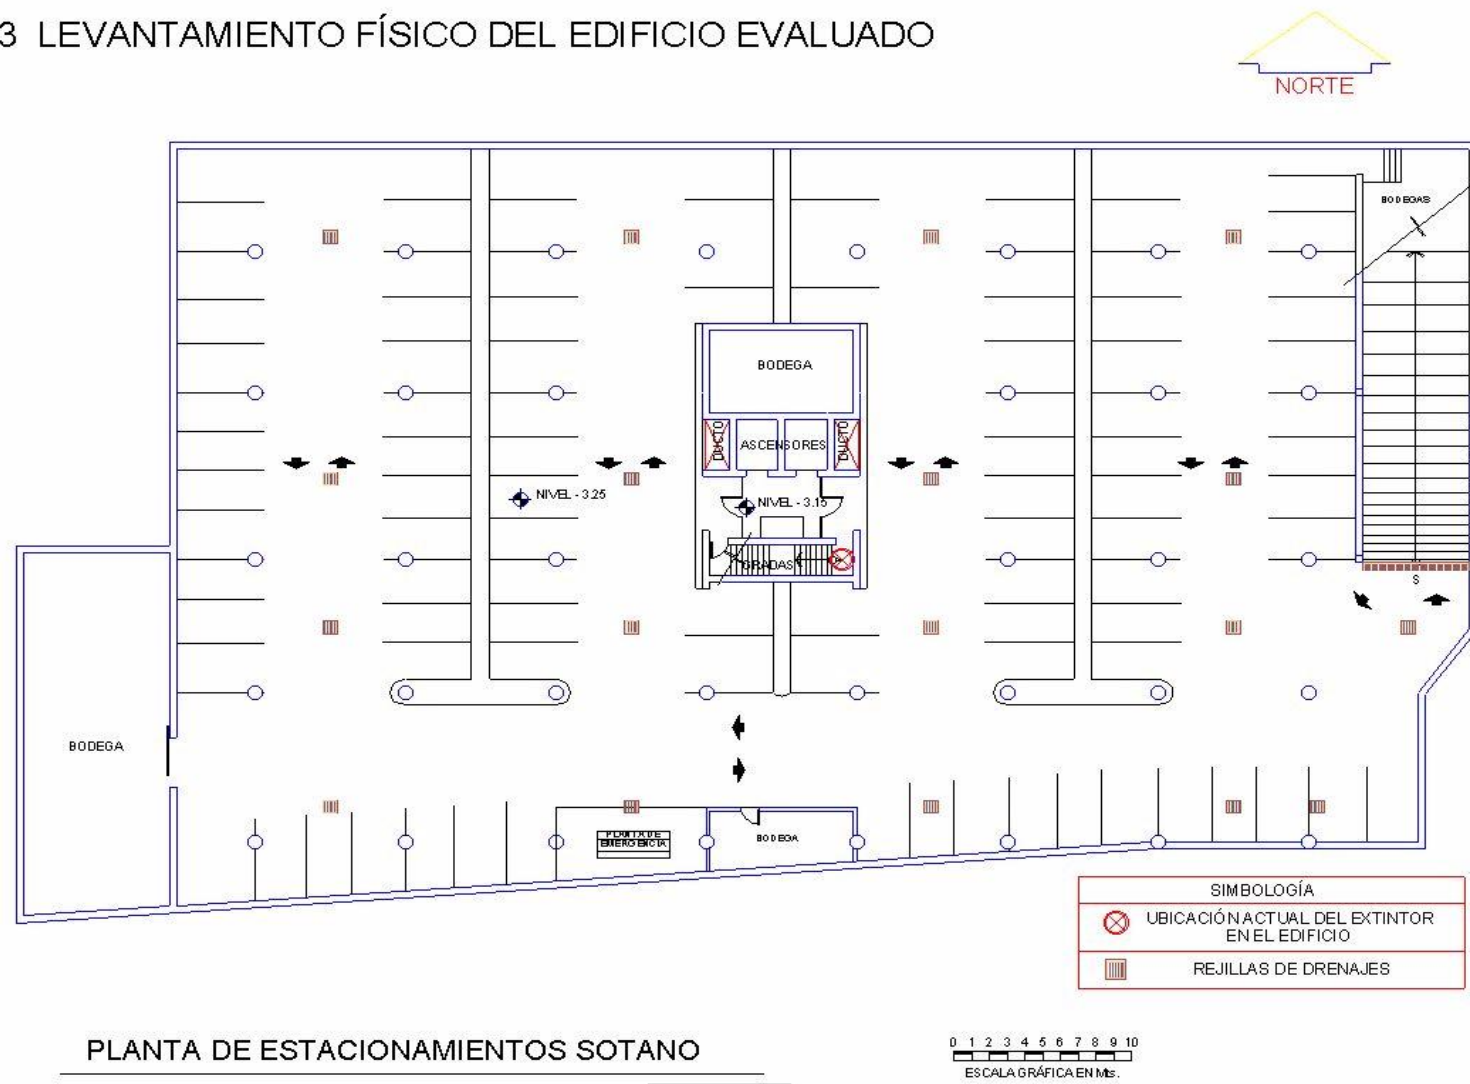 3 LEVANTAMIENTO FÍSICO DEL EDIFICIO EVALUADO
NORTE
BODEGAS
BODEGA
DUCTO
ASCENSORES
DUCTO
NIVEL - 3.25
NIVEL - 3.15
GRADAS
S
BODEGA
PLANTA DE
EMERGENCIA
BODEGA
SIMBOLOGÍA
UBICACIÓN ACTUAL DEL EXTINTOR
EN EL EDIFICIO
REJILLAS DE DRENAJES
PLANTA DE ESTACIONAMIENTOS SOTANO
0 1 2 3 4 5 6 7 8 9 10
ESCALA GRÁFICA EN Mts.